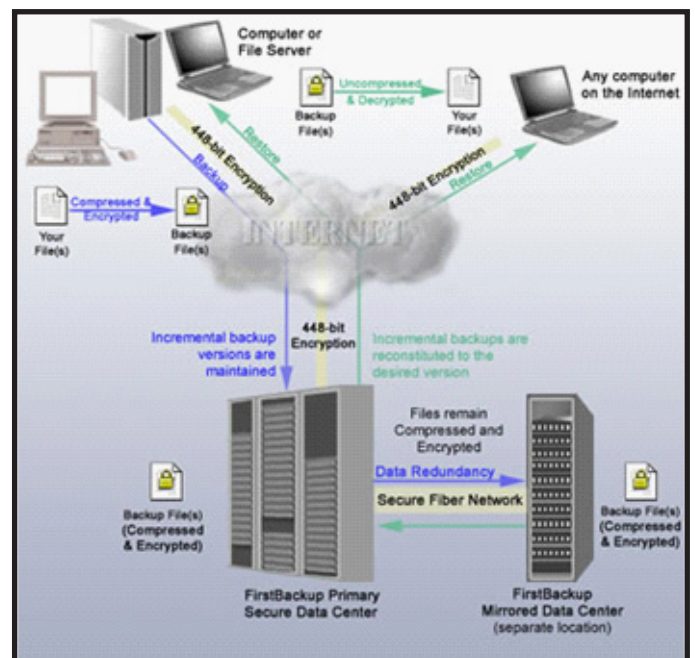 Computer or
File Server
Uncompressed
& Decrypted
Backup
File(s)
Your
File(s)
Any computer
on the Internet
Restore
448-bit Encryption
Backup
448-bit Encryption
Restore
Compressed &
Encrypted
Your
File(s)
Backup
File(s)
INTERNET
448-bit
Encryption
Incremental backup
versions are
maintained
Incremental backups are
reconstituted to the
desired version
Files remain
Compressed and
Encrypted
Data Redundancy
Secure Fiber Network
Backup File(s)
(Compressed
& Encrypted)
Backup File(s)
(Compressed
& Encrypted)
FirstBackup Primary
Secure Data Center
FirstBackup
Mirrored Data Center
(separate location)